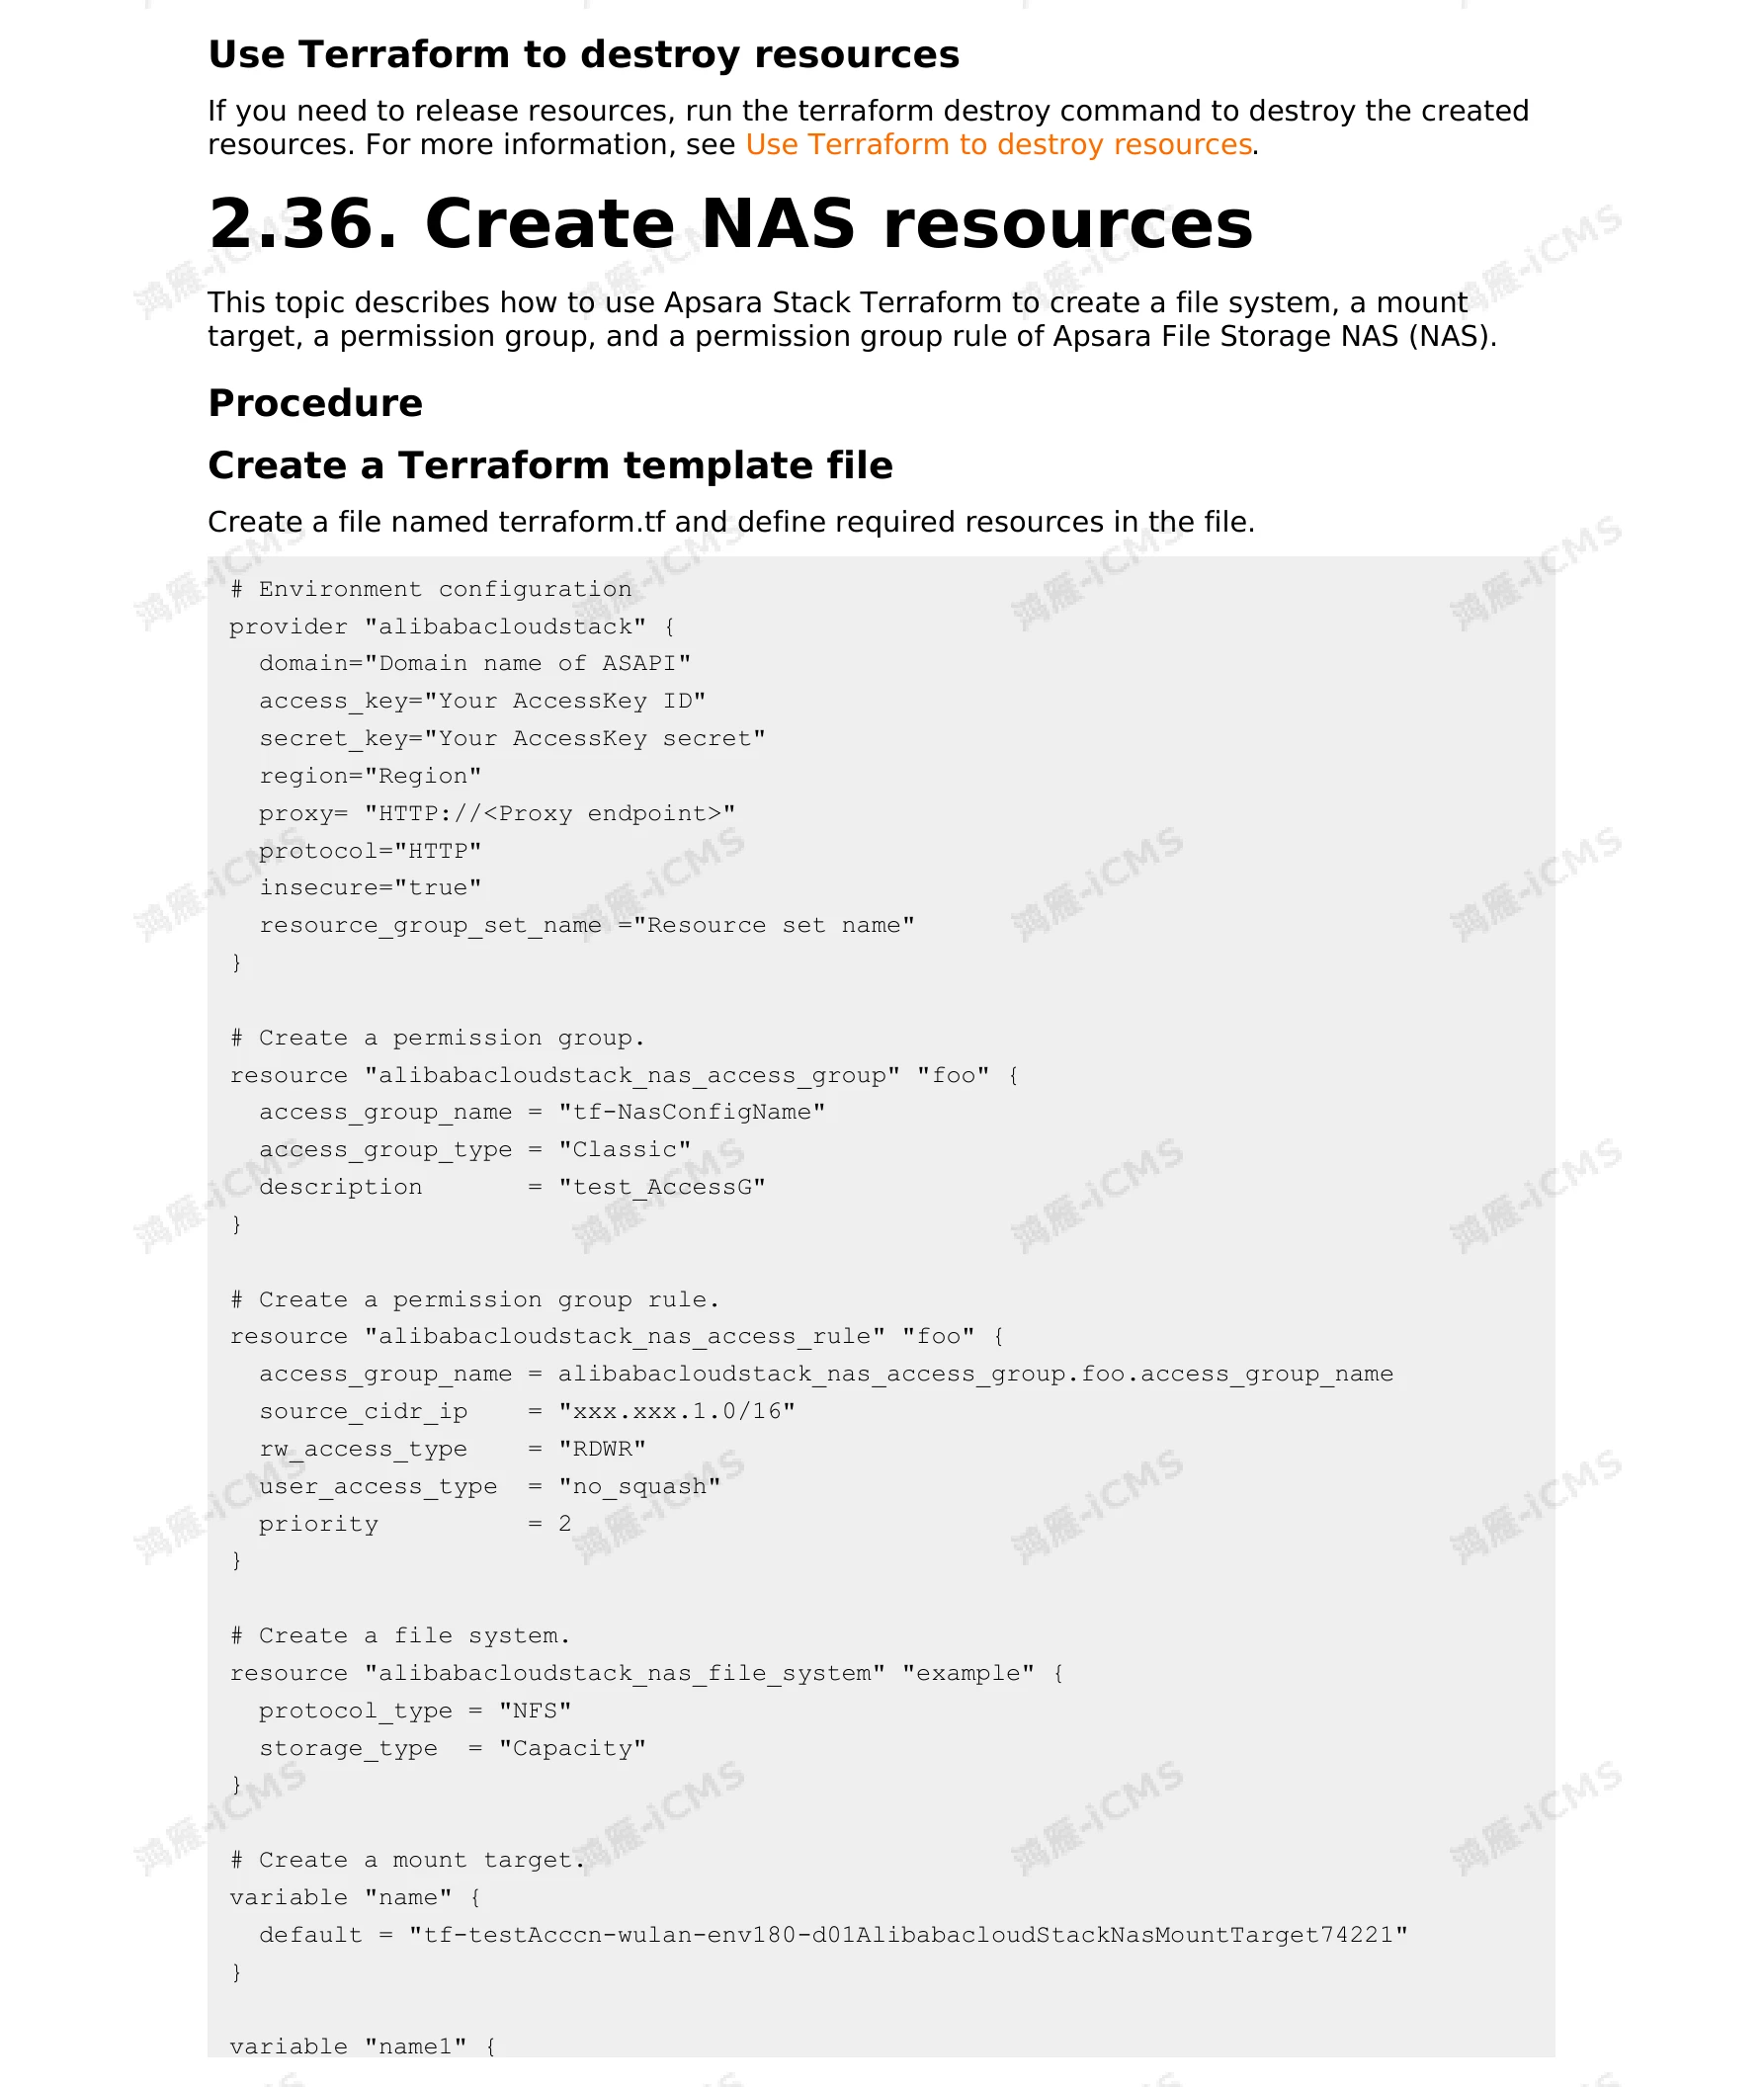 Use Terraform to destroy resources
If you need to release resources, run the terraform destroy command to destroy the created
resources. For more information, see Use Terraform to destroy resources.
2.36. Create NAS resources
This topic describes how to use Apsara Stack Terraform to create a file system, a mount
target, a permission group, and a permission group rule of Apsara File Storage NAS (NAS).
Procedure
Create a Terraform template file
Create a file named terraform.tf and define required resources in the file.
# Environment configuration
provider "alibabacloudstack" {
  domain="Domain name of ASAPI"
  access_key="Your AccessKey ID"
  secret_key="Your AccessKey secret"
  region="Region"
  proxy= "HTTP://<Proxy endpoint>"
  protocol="HTTP"
  insecure="true"
  resource_group_set_name ="Resource set name"
}
# Create a permission group.
resource "alibabacloudstack_nas_access_group" "foo" {
  access_group_name = "tf-NasConfigName"
  access_group_type = "Classic"
  description       = "test_AccessG"
}
# Create a permission group rule.
resource "alibabacloudstack_nas_access_rule" "foo" {
  access_group_name = alibabacloudstack_nas_access_group.foo.access_group_name
  source_cidr_ip    = "xxx.xxx.1.0/16"
  rw_access_type    = "RDWR"
  user_access_type  = "no_squash"
  priority          = 2
}
# Create a file system.
resource "alibabacloudstack_nas_file_system" "example" {
  protocol_type = "NFS"
  storage_type  = "Capacity"
}
# Create a mount target.
variable "name" {
  default = "tf-testAcccn-wulan-env180-d01AlibabacloudStackNasMountTarget74221"
}
variable "name1" {
鸿雁-iCMS